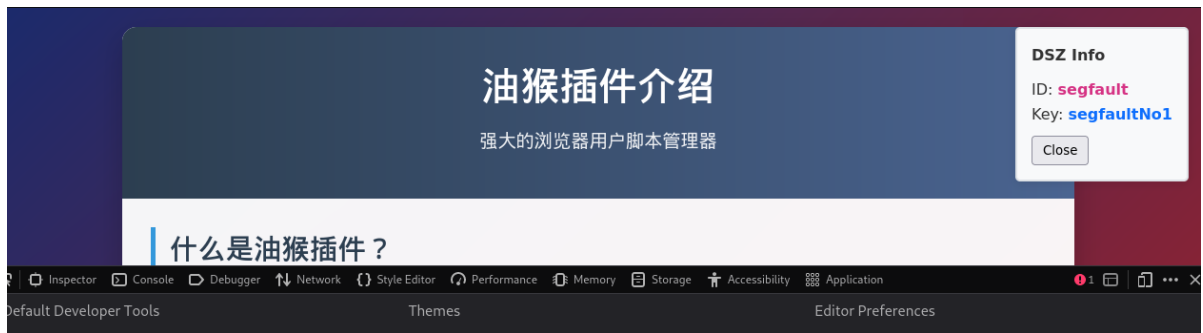 油猴插件介绍
强大的浏览器用户脚本管理器
DSZ Info
ID: segfault
Key: segfaultNo1
Close
什么是油猴插件？
Inspector Console Debugger Network Style Editor Performance Memory Storage Accessibility Application 1
Default Developer Tools Themes Editor Preferences